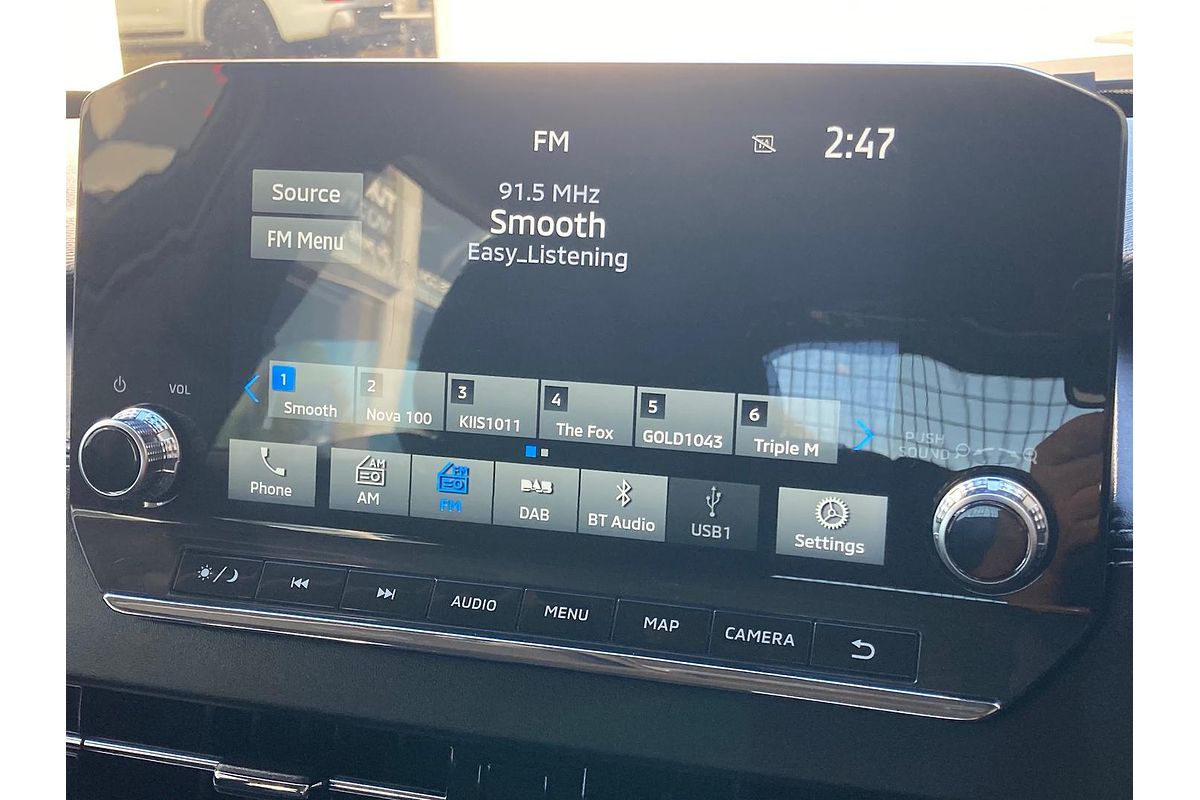 FM
2:47
Source
91.5 MHz
Smooth
FM Menu
Easy_Listening
VOL
1
Smooth
2
Nova 100
3
KIIS1011
4
The Fox
5
GOLD1043
6
Triple M
PUSH
SOUND
Phone
AM
AM
FM
FM
DAB
DAB
BT Audio
USB1
Settings
AUDIO
MENU
MAP
CAMERA